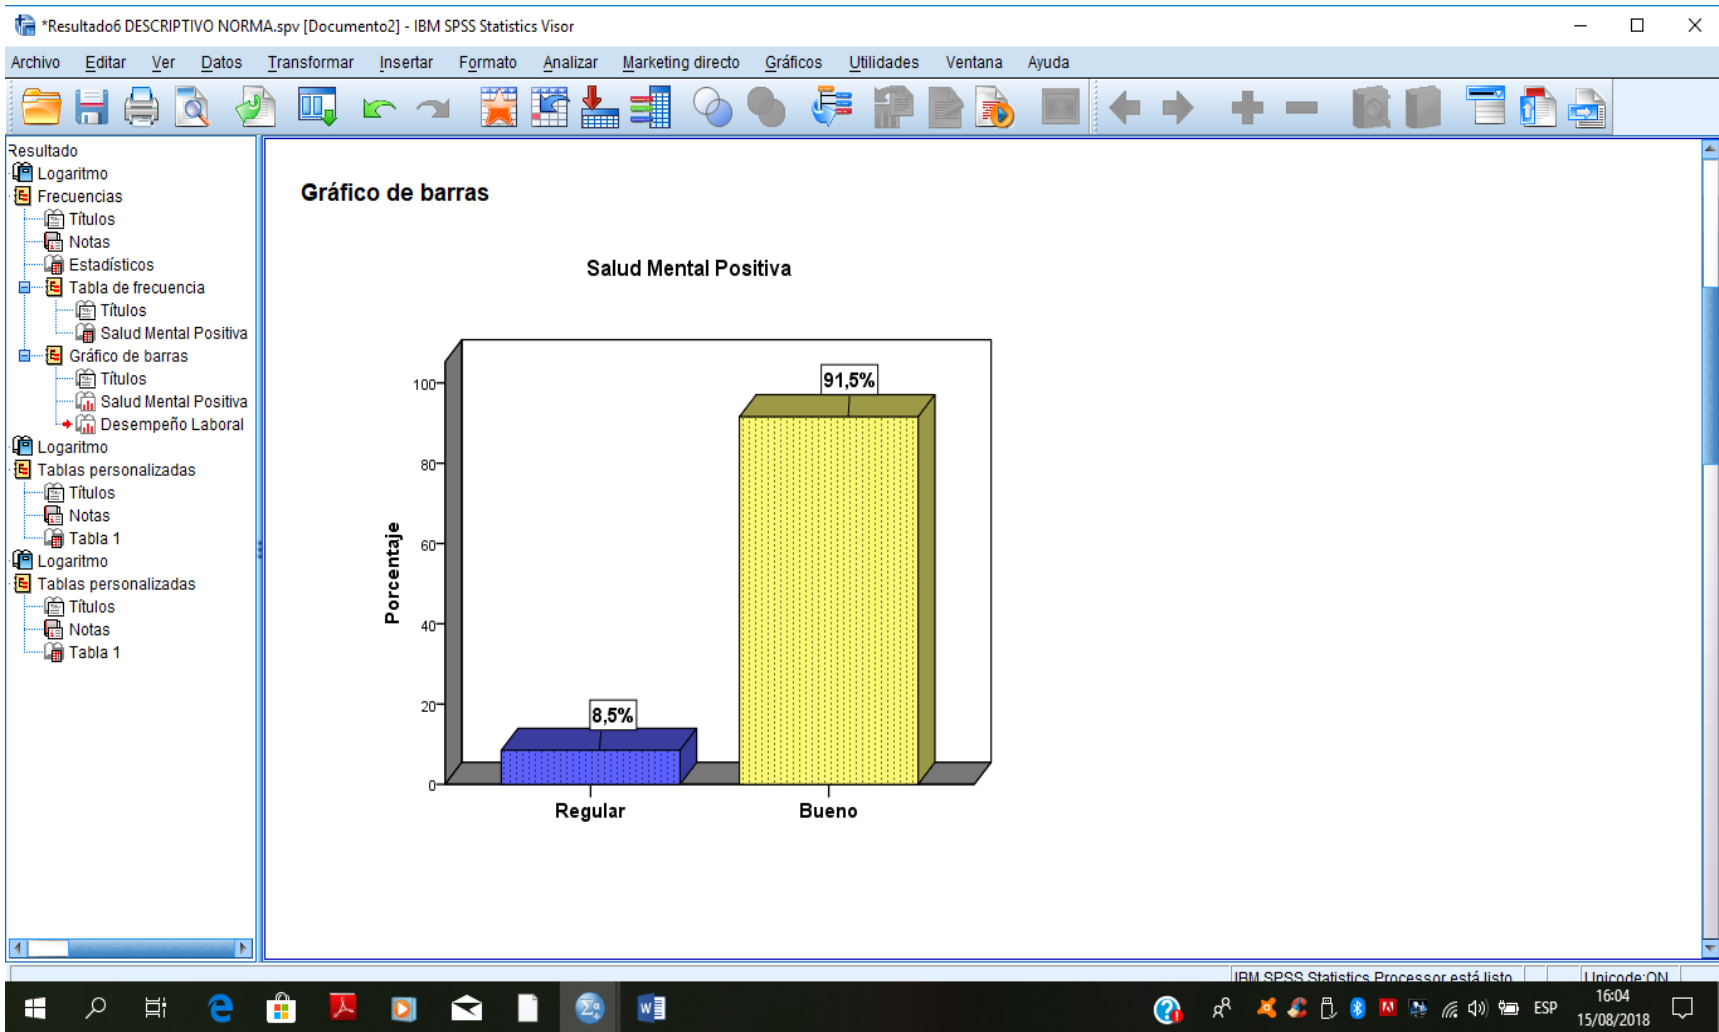 *Resultado6 DESCRIPTIVO NORMA.spv [Documento2] - IBM SPSS Statistics Visor
Archivo Editar Ver Datos Transformar Insertar Formato Analizar Marketing directo Gráficos Utilidades Ventana Ayuda
Resultado
Logaritmo
Frecuencias
Títulos
Notas
Estadísticos
Tabla de frecuencia
Títulos
Salud Mental Positiva
Gráfico de barras
Títulos
Salud Mental Positiva
Desempeño Laboral
Logaritmo
Tablas personalizadas
Títulos
Notas
Tabla 1
Logaritmo
Tablas personalizadas
Títulos
Notas
Tabla 1
Gráfico de barras
Salud Mental Positiva
Porcentaje
100
80
60
40
20
0
91,5%
8,5%
Regular Bueno
IBM SPSS Statistics Processor está listo Unicode:ON
ESP
16:04
15/08/2018